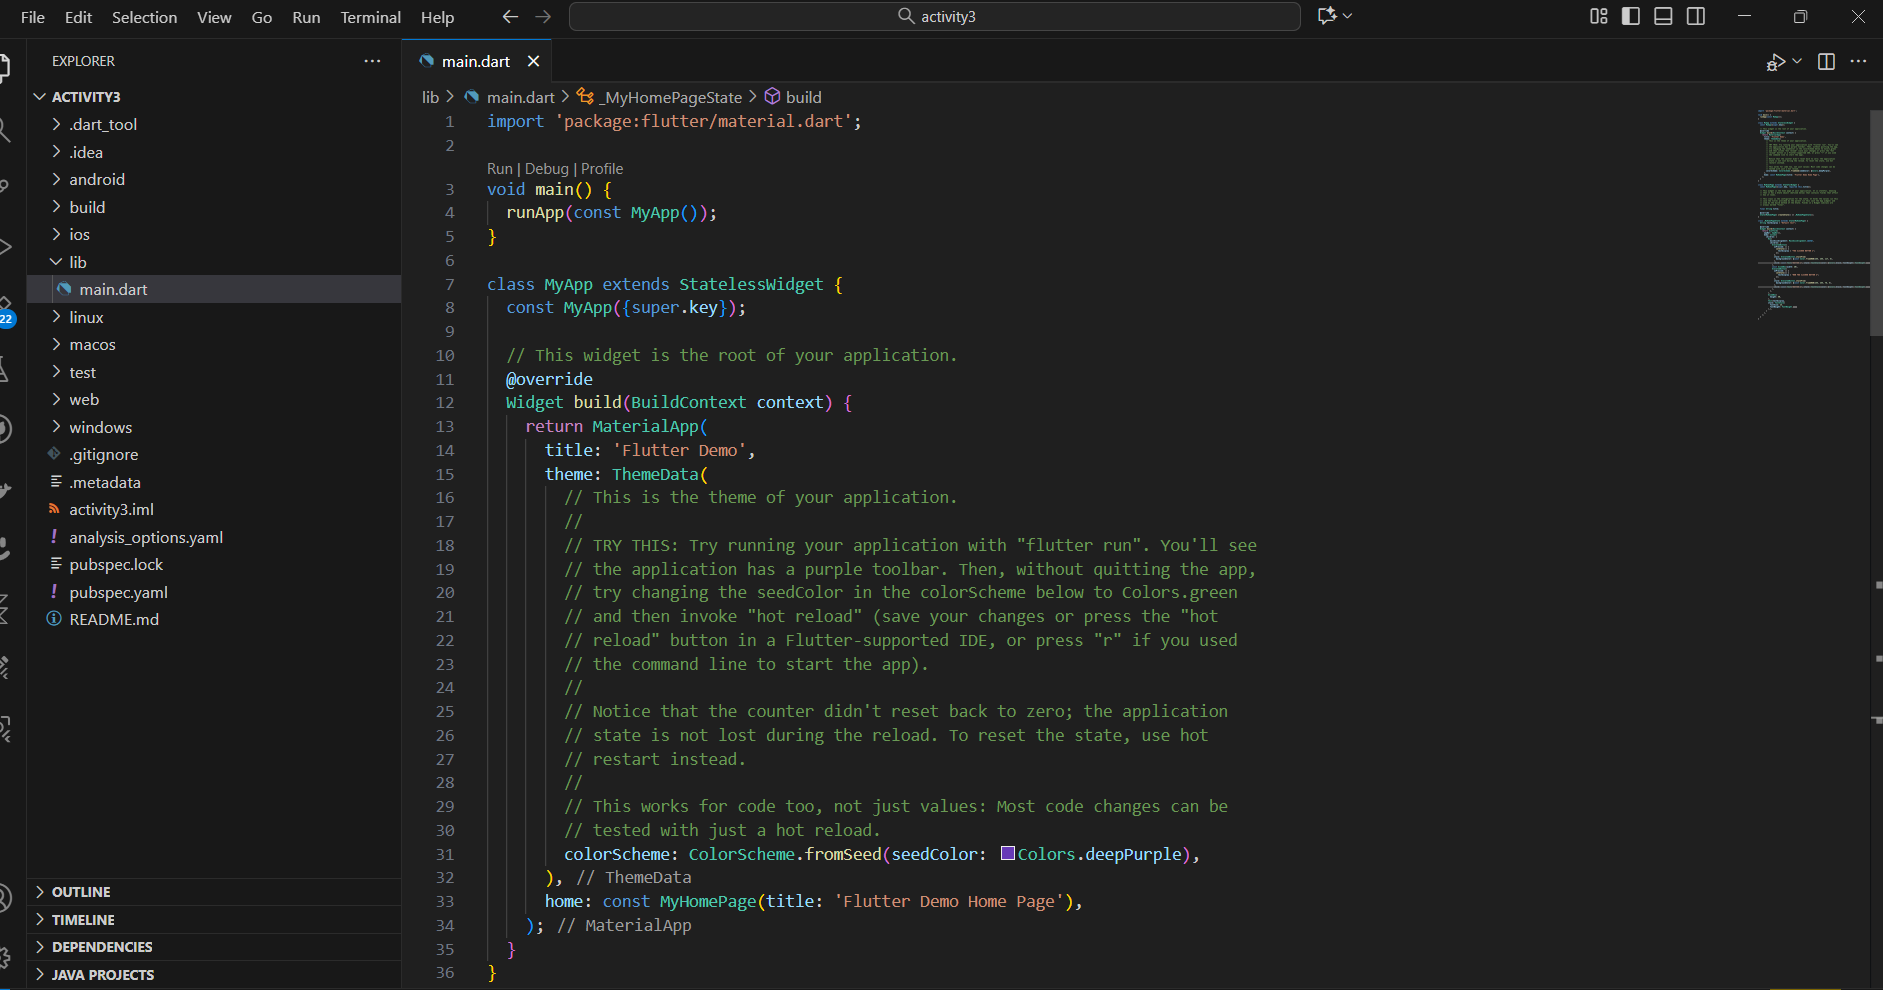 File Edit Selection View Go Run Terminal Help
activity3
EXPLORER
ACTIVITY3
.dart_tool
.idea
android
build
ios
lib
main.dart
linux
macos
test
web
windows
.gitignore
.metadata
activity3.iml
analysis_options.yaml
pubspec.lock
pubspec.yaml
README.md
22
OUTLINE
TIMELINE
DEPENDENCIES
JAVA PROJECTS
main.dart
lib > main.dart > _MyHomePageState > build
1 import 'package:flutter/material.dart';
2
Run | Debug | Profile
3 void main() {
4 runApp(const MyApp());
5 }
6
7 class MyApp extends StatelessWidget {
8 const MyApp({super.key});
9
10 // This widget is the root of your application.
11 @override
12 Widget build(BuildContext context) {
13 return MaterialApp(
14 title: 'Flutter Demo',
15 theme: ThemeData(
16 // This is the theme of your application.
17 //
18 // TRY THIS: Try running your application with "flutter run". You'll see
19 // the application has a purple toolbar. Then, without quitting the app,
20 // try changing the seedColor in the colorScheme below to Colors.green
21 // and then invoke "hot reload" (save your changes or press the "hot
22 // reload" button in a Flutter-supported IDE, or press "r" if you used
23 // the command line to start the app).
24 //
25 // Notice that the counter didn't reset back to zero; the application
26 // state is not lost during the reload. To reset the state, use hot
27 // restart instead.
28 //
29 // This works for code too, not just values: Most code changes can be
30 // tested with just a hot reload.
31 colorScheme: ColorScheme.fromSeed(seedColor: Colors.deepPurple),
32 ), // ThemeData
33 home: const MyHomePage(title: 'Flutter Demo Home Page'),
34 ); // MaterialApp
35 }
36 }